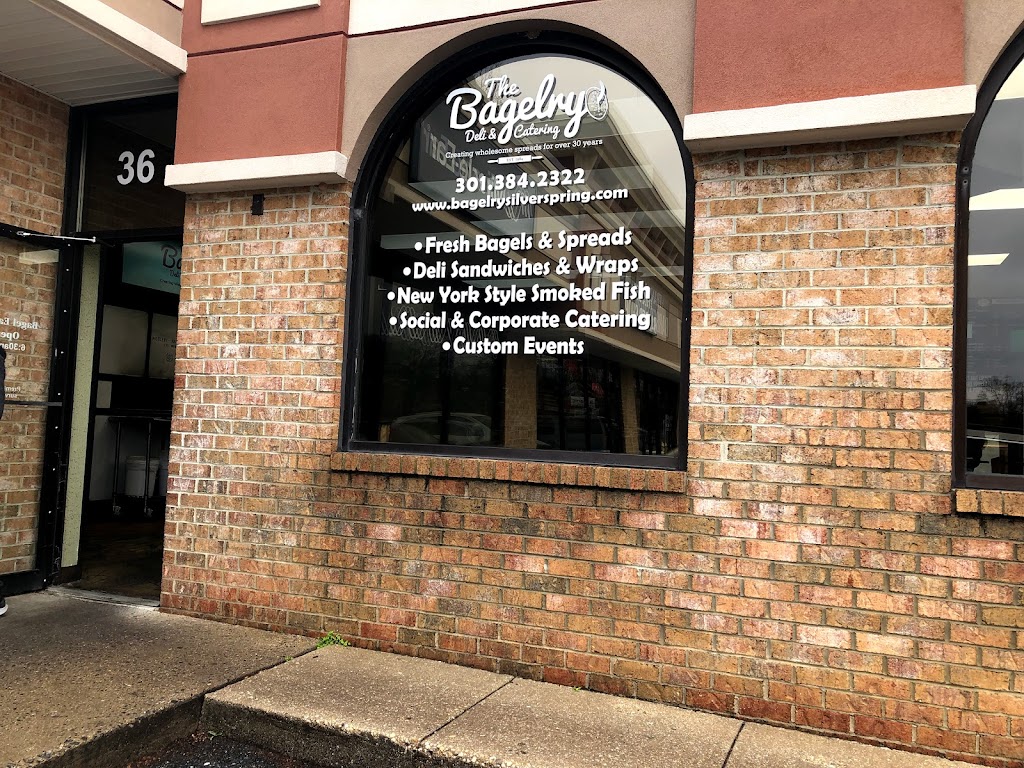 36
The
Bagelry
Deli & Catering
Creating wholesome spreads for over 30 years
301.384.2322
www.bagelrysilverspring.com
•Fresh Bagels & Spreads
•Deli Sandwiches & Wraps
•New York Style Smoked Fish
•Social & Corporate Catering
•Custom Events